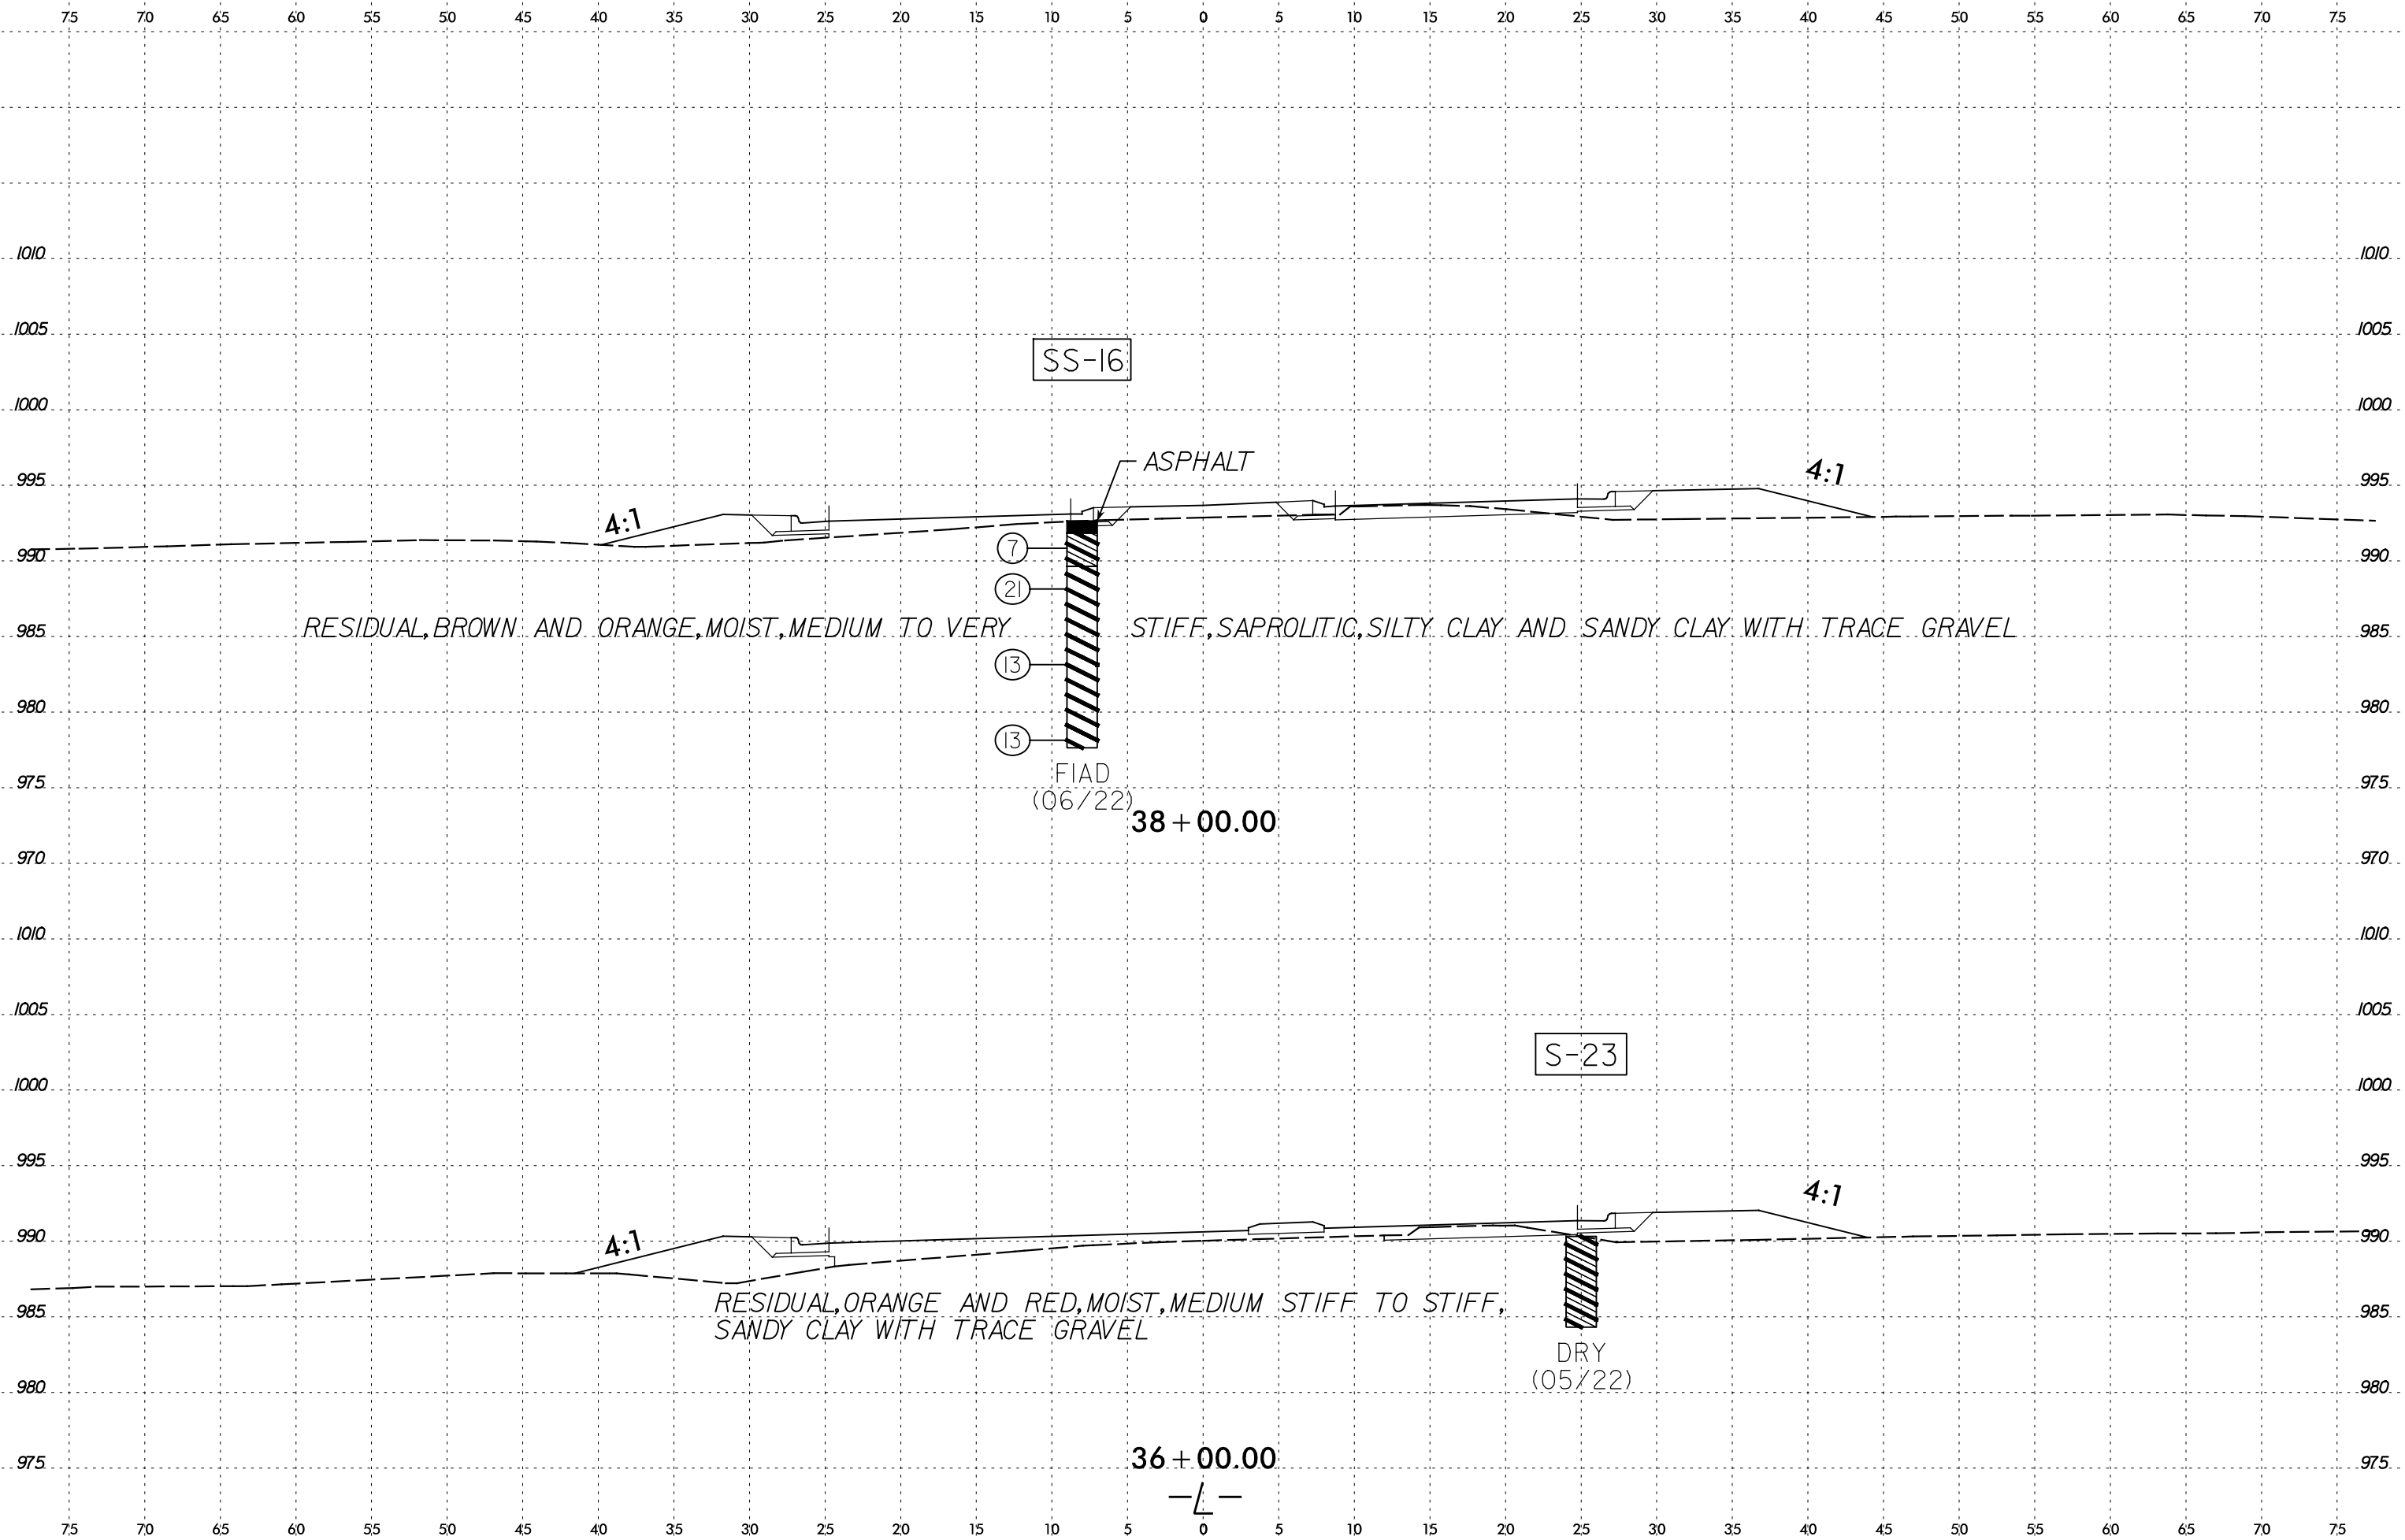 75 70 65 60 55 50 45 40 35 30 25 20 15 10 5 0 5 10 15 20 25 30 35 40 45 50 55 60 65 70 75
1010 1010
1005 1005
SS-16
1000 1000
ASPHALT
995 4:1 995
4:1
990 7 990
21
985 RESIDUAL, BROWN AND ORANGE, MOIST, MEDIUM TO VERY STIFF, SAPROLITIC, SILTY CLAY AND SANDY CLAY WITH TRACE GRAVEL 985
13
980 980
13
FIAD
975 975
(06/22)
38+00.00
970 970
1010 1010
1005 1005
S-23
1000 1000
995 995
4:1
990 4:1 990
985 RESIDUAL, ORANGE AND RED, MOIST, MEDIUM STIFF TO STIFF, 985
SANDY CLAY WITH TRACE GRAVEL
DRY
980 (05/22) 980
36+00.00
975 975
-L-
75 70 65 60 55 50 45 40 35 30 25 20 15 10 5 0 5 10 15 20 25 30 35 40 45 50 55 60 65 70 75